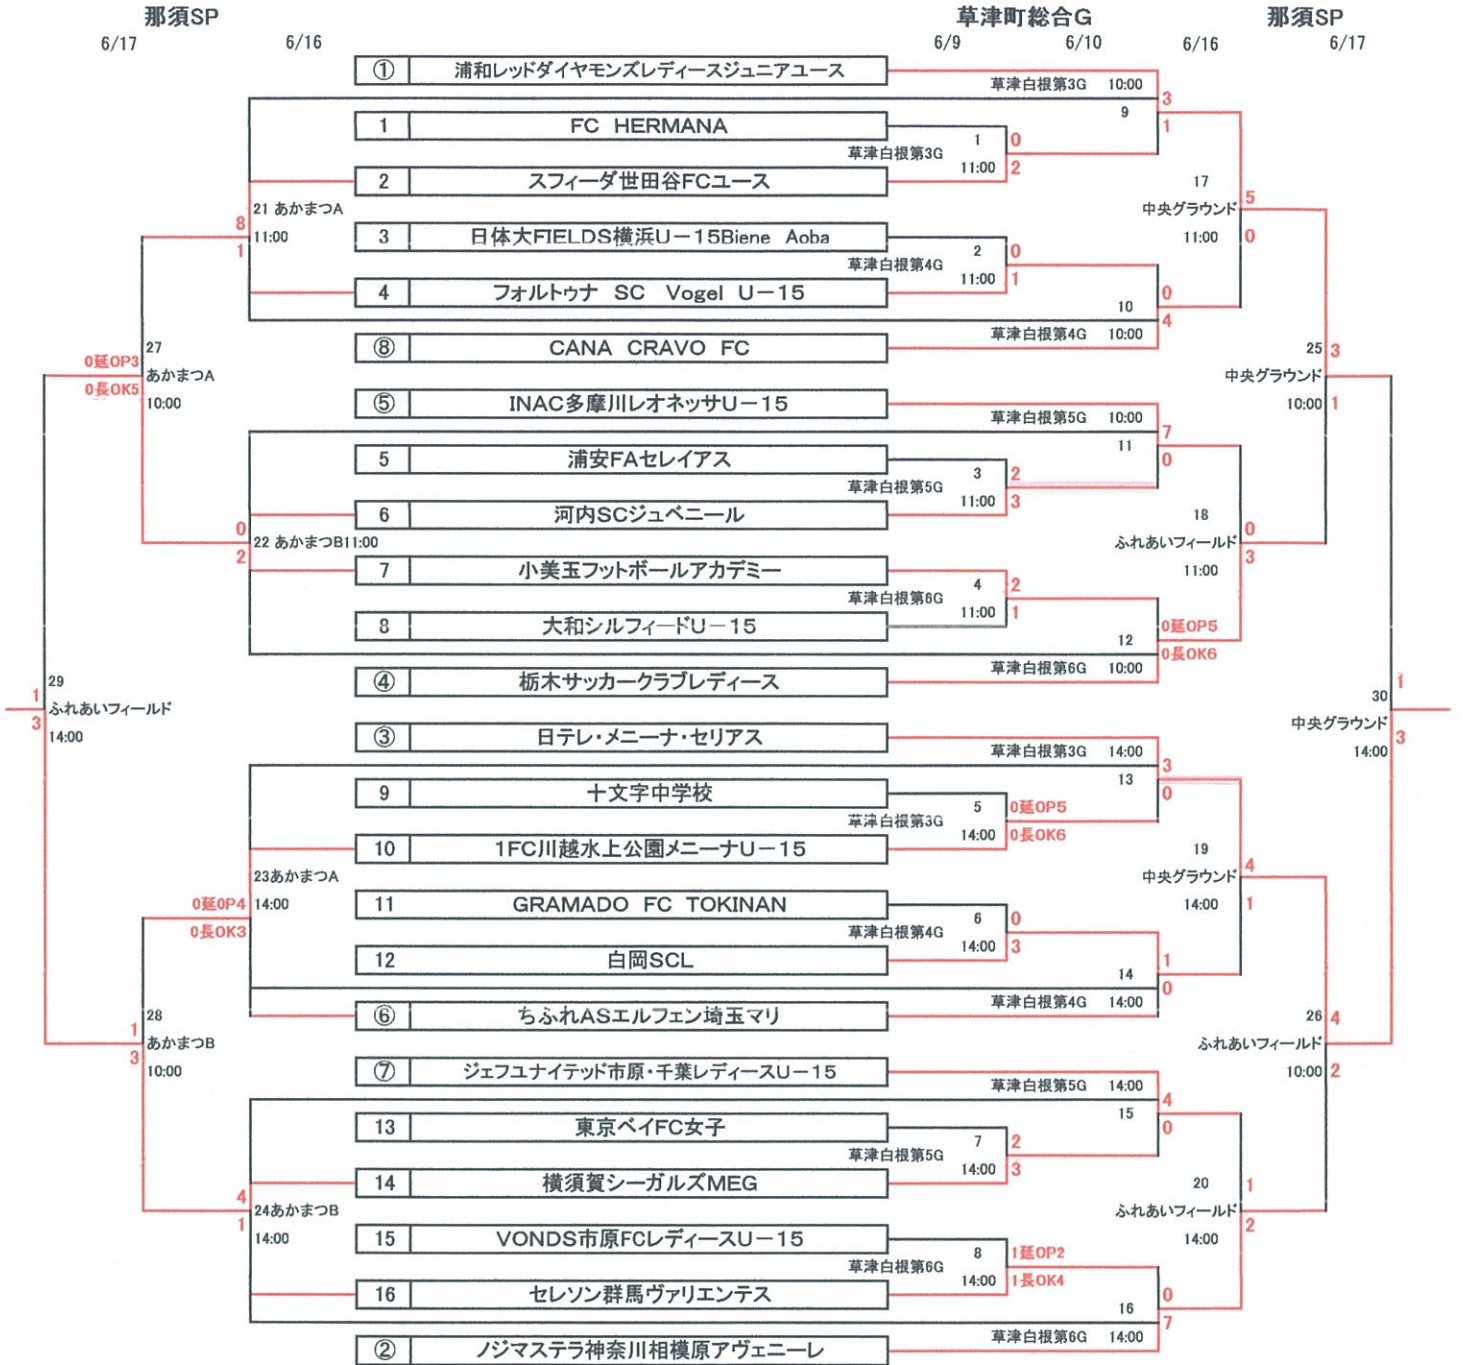 那須SP 草津町総合G 那須SP
6/17 6/16 6/9 6/10 6/16 6/17
① 浦和レッドダイヤモンズレディースジュニアユース
草津白根第3G 10:00
3
9
1
1 FC HERMANA
1 0
草津白根第3G
11:00 2
2 スフィーダ世田谷FCユース
17
5
21 あかまつA
中央グラウンド
8
11:00
11:00
0
1
3 日体大FIELDS横浜U－15Biene Aoba
2 0
草津白根第4G
11:00 1
4 フォルトゥナ SC Vogel U－15
0
10
4
草津白根第4G 10:00
⑧ CANA CRAVO FC
27
25 3
0延0P3
0長0K5
あかまつA
中央グラウンド
10:00
10:00 1
⑤ INAC多摩川レオネッサU－15
草津白根第5G 10:00
7
11
0
5 浦安FAセレイアス
3 2
草津白根第5G
11:00 3
6 河内SCジュベニール
18
0
0
22 あかまつB11:00
2
ふれあいフィールド
3
11:00
7 小美玉フットボールアカデミー
4 2
草津白根第6G
11:00 1
8 大和シルフィードU－15
0延0P5
12
0長0K6
草津白根第6G 10:00
④ 栃木サッカークラブレディース
29
1
ふれあいフィールド
3
14:00
1
30
中央グラウンド
3
14:00
③ 日テレ・メニーナ・セリアス
草津白根第3G 14:00
3
13
0
9 十文字中学校
5 0延0P5
草津白根第3G
14:00 0長0K6
10 1FC川越水上公園メニーナU－15
19
4
23あかまつA
中央グラウンド
0延0P4
14:00
0長0K3
14:00
1
11 GRAMADO FC TOKINAN
6 0
草津白根第4G
14:00 3
12 白岡SCL
1
14
0
草津白根第4G 14:00
⑥ ちふれASエルフェン埼玉マリ
28
1
あかまつB
3
10:00
26 4
ふれあいフィールド
10:00 2
⑦ ジェフユナイテッド市原・千葉レディースU－15
草津白根第5G 14:00
4
15
0
13 東京ベイFC女子
7 2
草津白根第5G
14:00 3
14 横須賀シーガルズMEG
20
1
4
24あかまつB
1
14:00
ふれあいフィールド
2
14:00
15 VONDS市原FCレディースU－15
8 1延0P2
草津白根第6G
14:00 1長0K4
16 セレソン群馬ヴァリエンテス
0
16
7
草津白根第6G 14:00
② ノジマステラ神奈川相模原アヴェニーレ